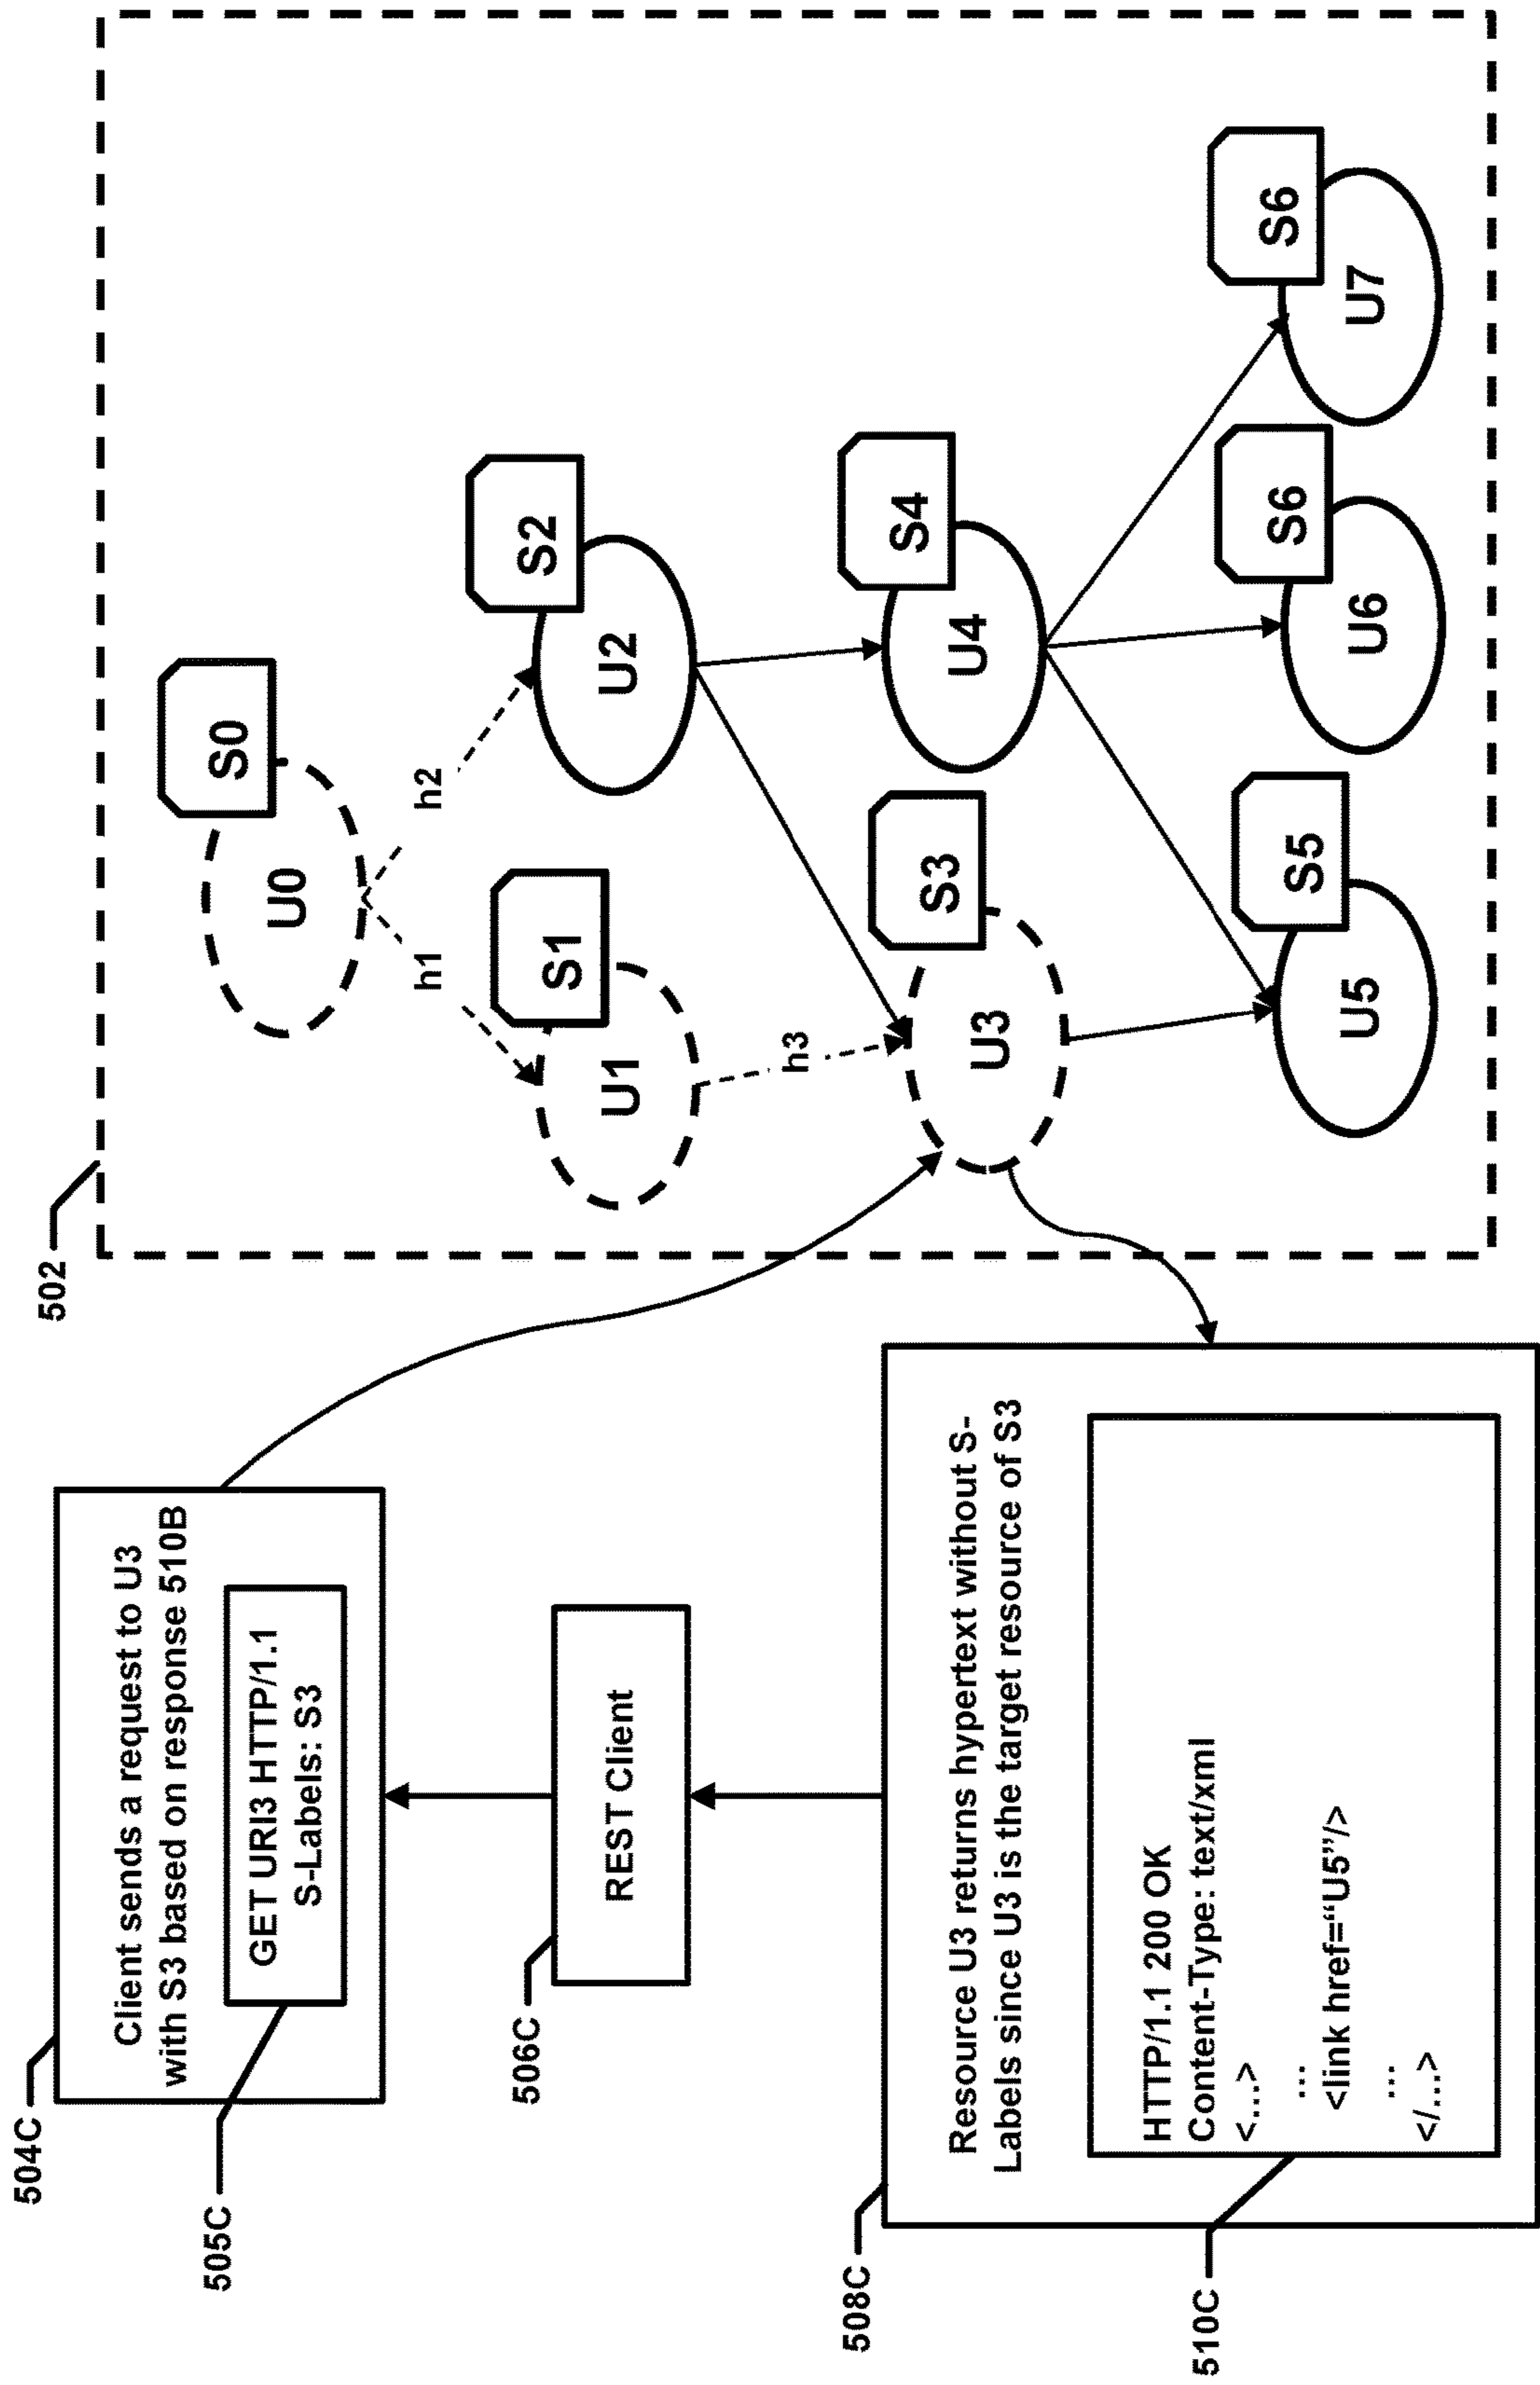 504C
Client sends a request to U3
with S3 based on response 510B
505C
GET URI3 HTTP/1.1
S-Labels: S3
506C
REST Client
508C
Resource U3 returns hypertext without S-
Labels since U3 is the target resource of S3
510C
HTTP/1.1 200 OK
Content-Type: text/xml
<...>
...
<link href=“U5”/>
...
</...>
502
U0
S0
h1
h2
U1
S1
U2
S2
h3
U3
S3
U4
S4
U5
S5
U6
S6
U7
S6